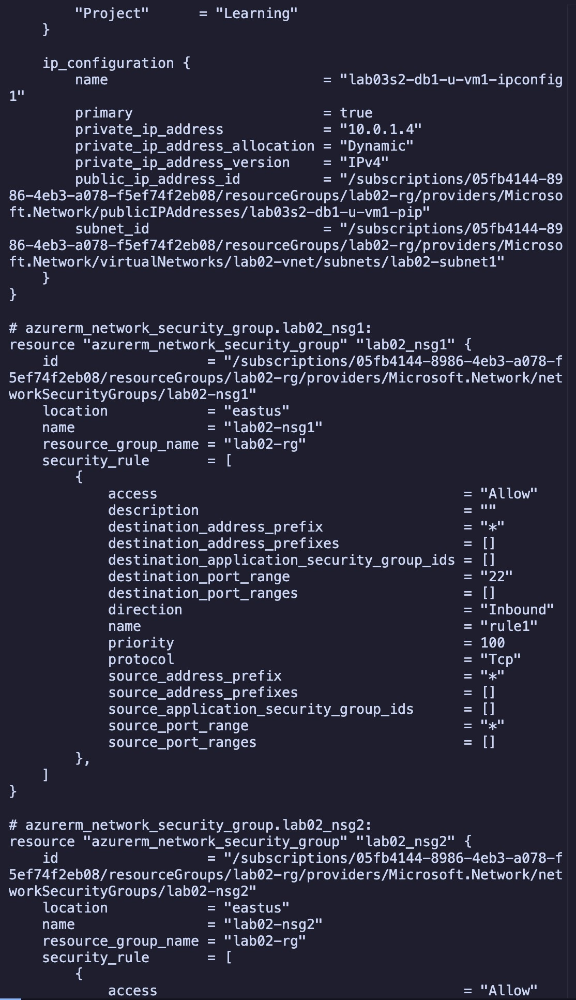 "Project"      = "Learning"
    }

    ip_configuration {
        name                          = "lab03s2-db1-u-vm1-ipconfig
1"
        primary                       = true
        private_ip_address            = "10.0.1.4"
        private_ip_address_allocation = "Dynamic"
        private_ip_address_version    = "IPv4"
        public_ip_address_id          = "/subscriptions/05fb4144-89
86-4eb3-a078-f5ef74f2eb08/resourceGroups/lab02-rg/providers/Microso
ft.Network/publicIPAddresses/lab03s2-db1-u-vm1-pip"
        subnet_id                     = "/subscriptions/05fb4144-89
86-4eb3-a078-f5ef74f2eb08/resourceGroups/lab02-rg/providers/Microso
ft.Network/virtualNetworks/lab02-vnet/subnets/lab02-subnet1"
    }
}

# azurerm_network_security_group.lab02_nsg1:
resource "azurerm_network_security_group" "lab02_nsg1" {
    id                  = "/subscriptions/05fb4144-8986-4eb3-a078-f
5ef74f2eb08/resourceGroups/lab02-rg/providers/Microsoft.Network/net
workSecurityGroups/lab02-nsg1"
    location            = "eastus"
    name                = "lab02-nsg1"
    resource_group_name = "lab02-rg"
    security_rule       = [
        {
            access                                     = "Allow"
            description                                = ""
            destination_address_prefix                 = "*"
            destination_address_prefixes               = []
            destination_application_security_group_ids = []
            destination_port_range                     = "22"
            destination_port_ranges                    = []
            direction                                  = "Inbound"
            name                                       = "rule1"
            priority                                   = 100
            protocol                                   = "Tcp"
            source_address_prefix                      = "*"
            source_address_prefixes                    = []
            source_application_security_group_ids      = []
            source_port_range                          = "*"
            source_port_ranges                         = []
        },
    ]
}

# azurerm_network_security_group.lab02_nsg2:
resource "azurerm_network_security_group" "lab02_nsg2" {
    id                  = "/subscriptions/05fb4144-8986-4eb3-a078-f
5ef74f2eb08/resourceGroups/lab02-rg/providers/Microsoft.Network/net
workSecurityGroups/lab02-nsg2"
    location            = "eastus"
    name                = "lab02-nsg2"
    resource_group_name = "lab02-rg"
    security_rule       = [
        {
            access                                     = "Allow"